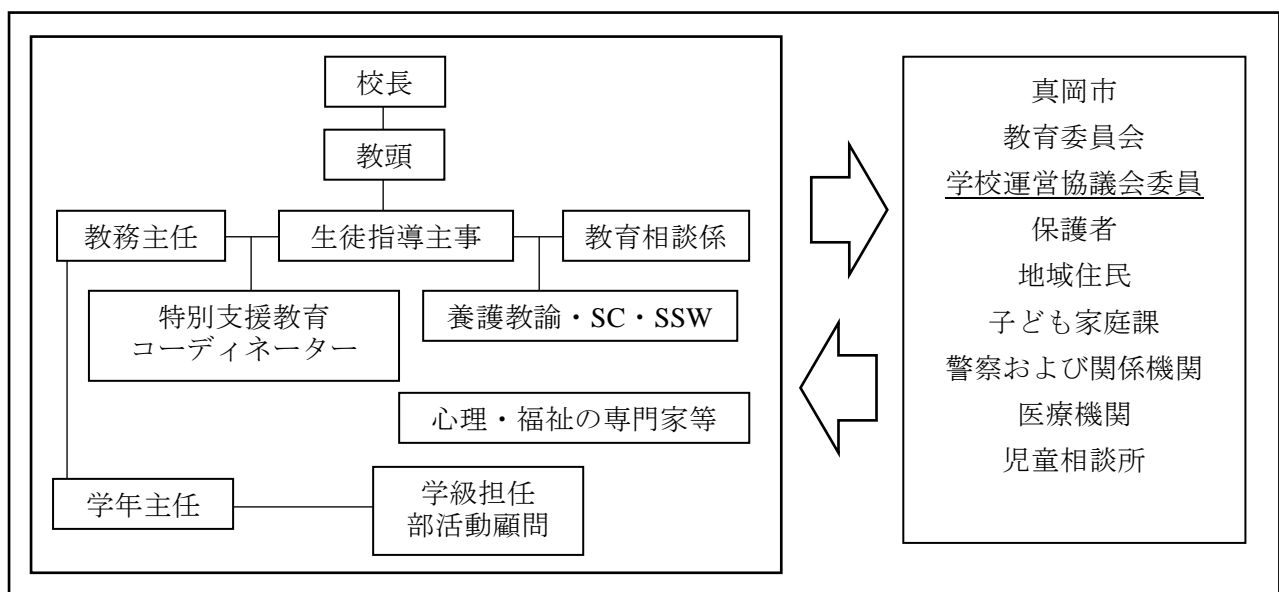 校長
教頭
教務主任
生徒指導主事
教育相談係
特別支援教育
コーディネーター
養護教諭・SC・SSW
心理・福祉の専門家等
学年主任
学級担任
部活動顧問
真岡市
教育委員会
学校運営協議会委員
保護者
地域住民
子ども家庭課
警察および関係機関
医療機関
児童相談所